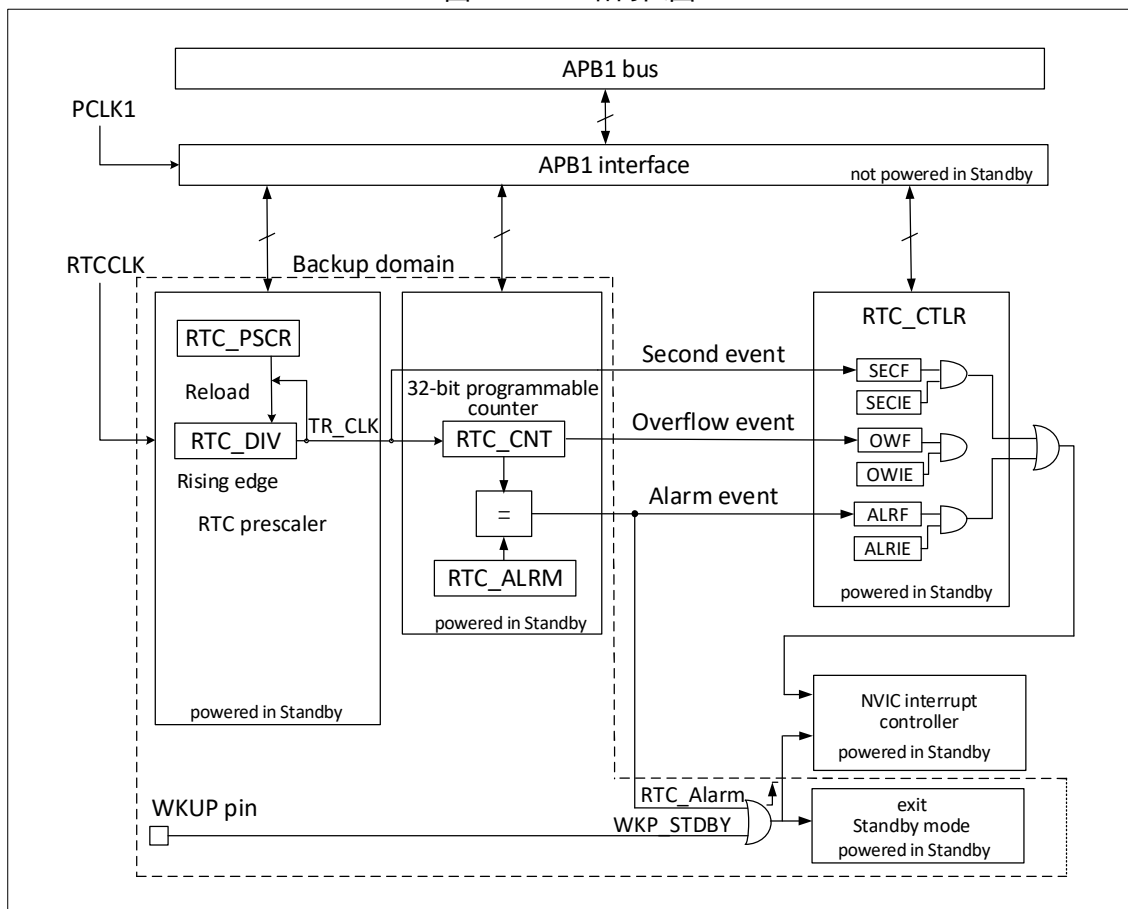 图
图
APB1 bus
PCLK1
APB1 interface
not powered in Standby
RTCCLK
Backup domain
RTC_PSCR
Reload
RTC_DIV
TR_CLK
Rising edge
RTC prescaler
powered in Standby
32-bit programmable
counter
RTC_CNT
=
RTC_ALRM
powered in Standby
Second event
Overflow event
Alarm event
RTC_CTLR
SECF
SECIE
OWF
OWIE
ALRF
ALRIE
powered in Standby
NVIC interrupt
controller
powered in Standby
WKUP pin
RTC_Alarm
WKP_STDBY
exit
Standby mode
powered in Standby